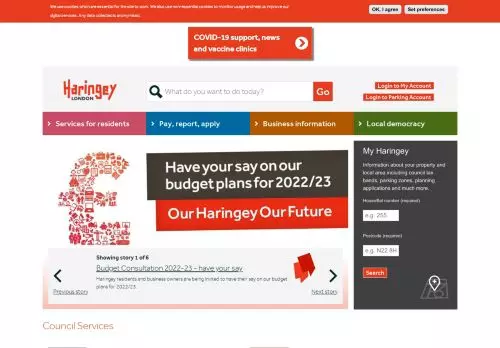 We use cookies which are essential for the site to work. We also use non-essential cookies to monitor usage and help us improve our
digital services. Any data collected is anonymised.
OK, I agree
Set preferences
COVID-19 support, news
and vaccine clinics
Haringey
LONDON
What do you want to do today?
Go
Login to My Account
Login to Parking Account
Services for residents
Pay, report, apply
Business information
Local democracy
Have your say on our
budget plans for 2022/23
Our Haringey Our Future
Showing story 1 of 6
Budget Consultation 2022-23 - have your say
Haringey residents and business owners are being invited to have their say on our budget
plans for 2022/23.
Previous story
Next story
My Haringey
Information about your property and
local area including council tax
bands, parking zones, planning
applications and much more.
House/flat number (required)
e.g. 255
Postcode (required)
e.g. N22 8H
Search
Council Services